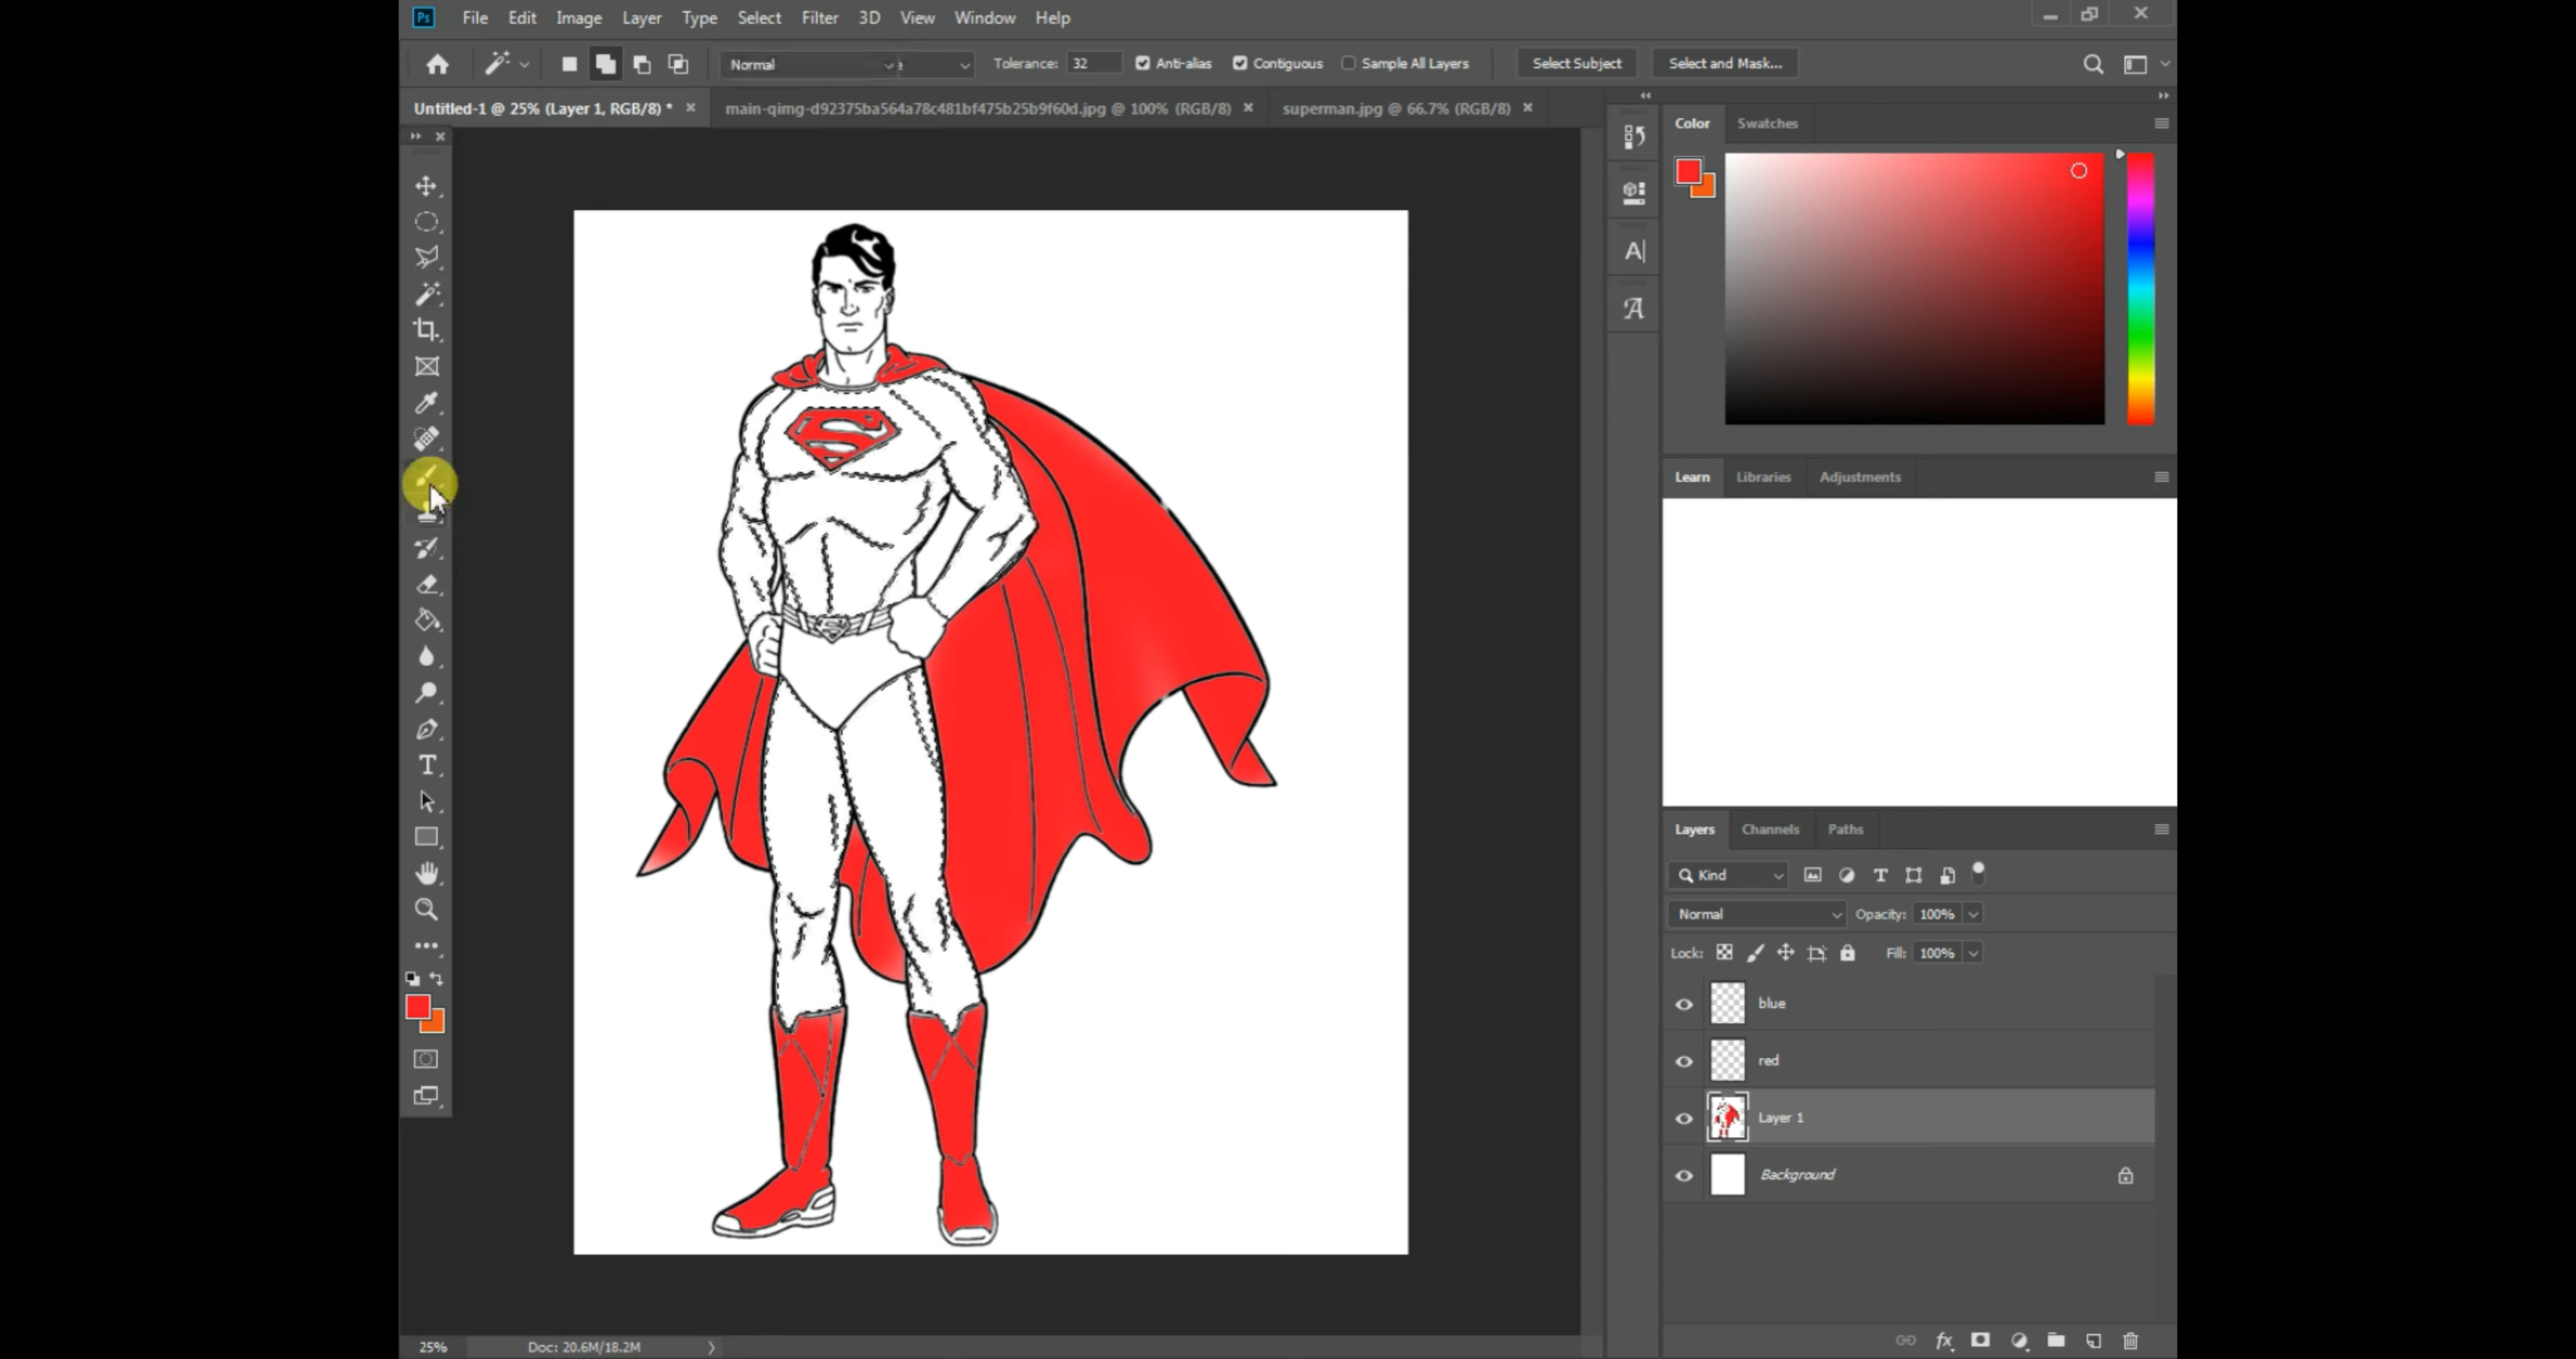 Ps File Edit Image Layer Type Select Filter 3D View Window Help
Normal Tolerance: 32 Anti-alias Contiguous Sample All Layers Select Subject Select and Mask...
Untitled-1 @ 25% (Layer 1, RGB/8) * main-qimg-d92375ba564a78c481bf475b25b9f60d.jpg @ 100% (RGB/8) superman.jpg @ 66.7% (RGB/8)
Color Swatches
Learn Libraries Adjustments
Layers Channels Paths
Kind
Normal Opacity: 100%
Lock: Fill: 100%
blue
red
Layer 1
Background
25% Doc: 20.6M/18.2M